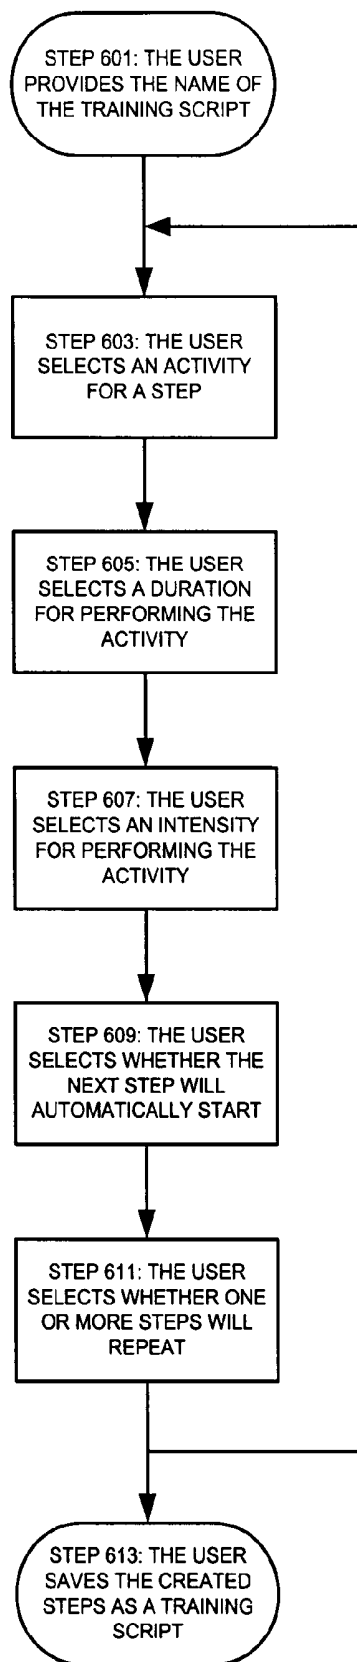 STEP 601: THE USER
PROVIDES THE NAME OF
THE TRAINING SCRIPT
STEP 603: THE USER
SELECTS AN ACTIVITY
FOR A STEP
STEP 605: THE USER
SELECTS A DURATION
FOR PERFORMING THE
ACTIVITY
STEP 607: THE USER
SELECTS AN INTENSITY
FOR PERFORMING THE
ACTIVITY
STEP 609: THE USER
SELECTS WHETHER THE
NEXT STEP WILL
AUTOMATICALLY START
STEP 611: THE USER
SELECTS WHETHER ONE
OR MORE STEPS WILL
REPEAT
STEP 613: THE USER
SAVES THE CREATED
STEPS AS A TRAINING
SCRIPT